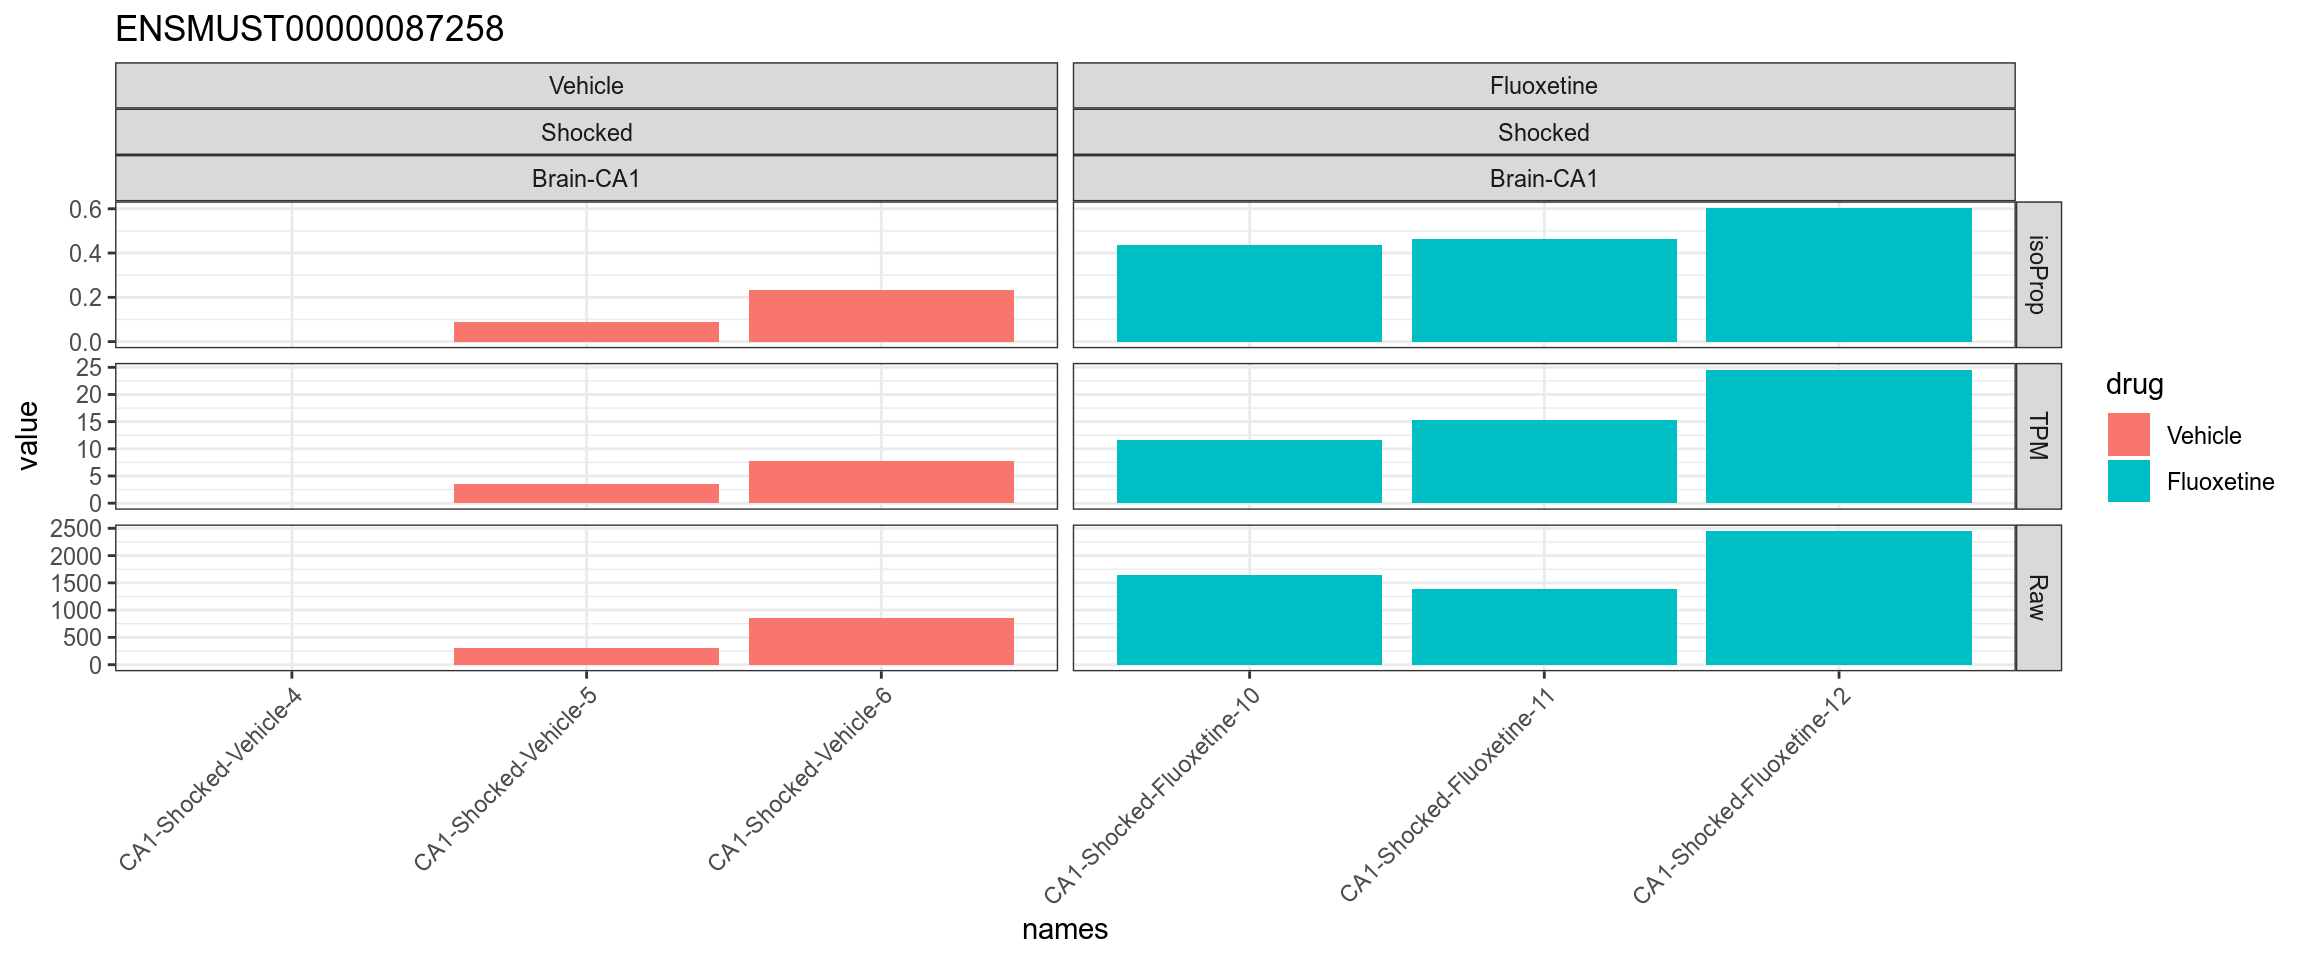 ENSMUST00000087258
Vehicle
Fluoxetine
Shocked
Shocked
Brain-CA1
Brain-CA1
0.6
0.4
0.2
0.0
isoProp
25
20
15
10
5
0
TPM
2500
2000
1500
1000
500
0
Raw
value
CA1-Shocked-Vehicle-4
CA1-Shocked-Vehicle-5
CA1-Shocked-Vehicle-6
CA1-Shocked-Fluoxetine-10
CA1-Shocked-Fluoxetine-11
CA1-Shocked-Fluoxetine-12
names
drug
Vehicle
Fluoxetine